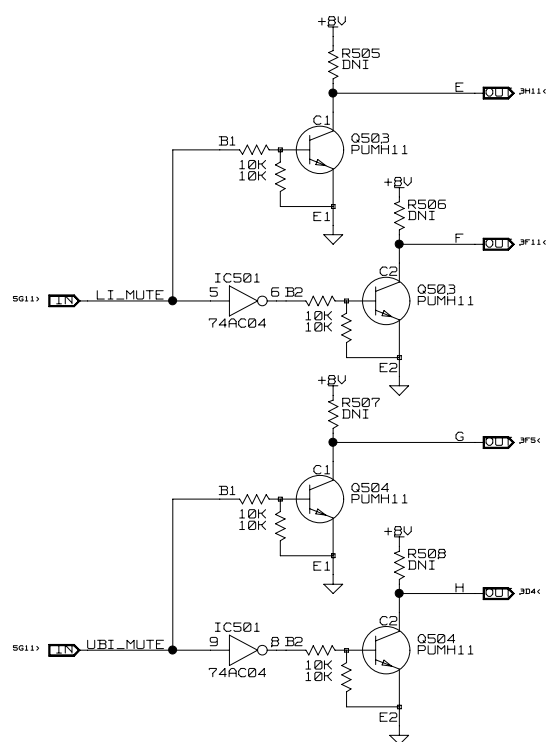 +8V
R505
DNI
E
OUT
3H11<
C1
Q503
PUMH11
B1
10K
10K
E1
+8V
R506
DNI
F
OUT
3F11<
IC501
C2
Q503
PUMH11
5G11>
IN
LI_MUTE
5
6
B2
74AC04
10K
10K
E2
+8V
R507
DNI
G
OUT
3F5<
C1
Q504
PUMH11
B1
10K
10K
E1
+8V
R508
DNI
H
OUT
3D4<
IC501
C2
Q504
PUMH11
5G11>
IN
UBI_MUTE
9
8
B2
74AC04
10K
10K
E2